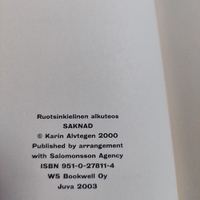 Ruotsinkielinen alkuteos
SAKNAD
© Karin Alvtegen 2000
Published by arrangement
with Salomonsson Agency
ISBN 951-0-27811-4
WS Bookwell Oy
Juva 2003